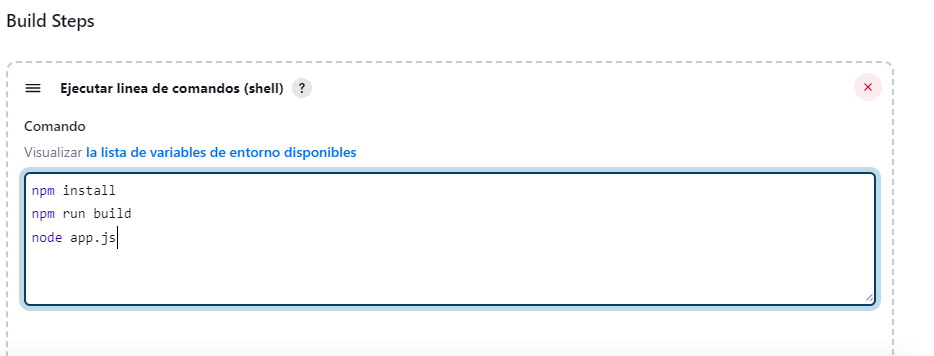 Build Steps
Ejecutar linea de comandos (shell) ?
Comando
Visualizar la lista de variables de entorno disponibles
npm install
npm run build
node app.js